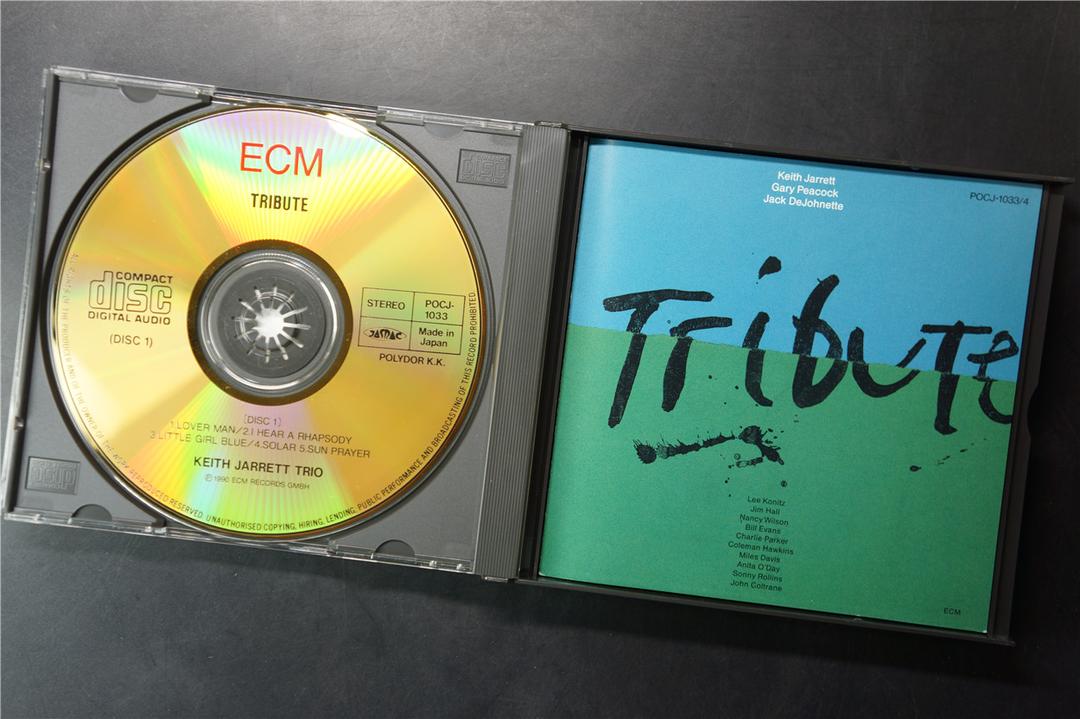 ECM
TRIBUTE
COMPACT
disc
DIGITAL AUDIO
(DISC 1)
STEREO
POCJ-
1033
JASRAC
Made in
Japan
POLYDOR K.K.
(DISC 1)
1.LOVER MAN/2.I HEAR A RHAPSODY
3.LITTLE GIRL BLUE/4.SOLAR 5.SUN PRAYER
KEITH JARRETT TRIO
Ⓟ1990 ECM RECORDS GMBH
REPRODUCED RESERVED. UNAUTHORISED COPYING, HIRING, LENDING, PUBLIC PERFORMANCE AND BROADCASTING OF THIS RECORD PROHIBITED.
Keith Jarrett
Gary Peacock
Jack DeJohnette
POCJ-1033/4
Tribute
Lee Konitz
Jim Hall
Nancy Wilson
Bill Evans
Charlie Parker
Coleman Hawkins
Miles Davis
Anita O'Day
Sonny Rollins
John Coltrane
ECM